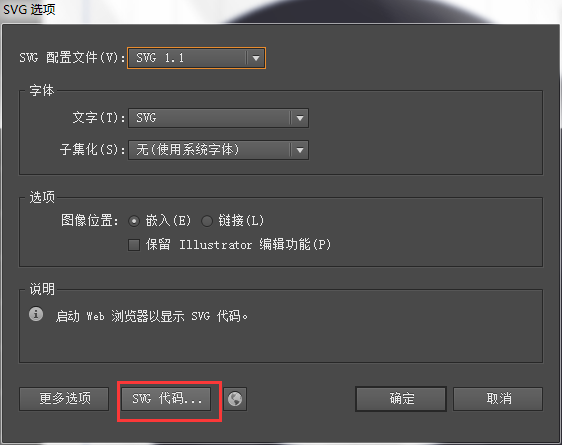 SVG 选项
SVG 配置文件(V): SVG 1.1
字体
文字(T): SVG
子集化(S): 无(使用系统字体)
选项
图像位置: 嵌入(E) 链接(L)
保留 Illustrator 编辑功能(P)
说明
启动 Web 浏览器以显示 SVG 代码。
更多选项 SVG 代码... 确定 取消